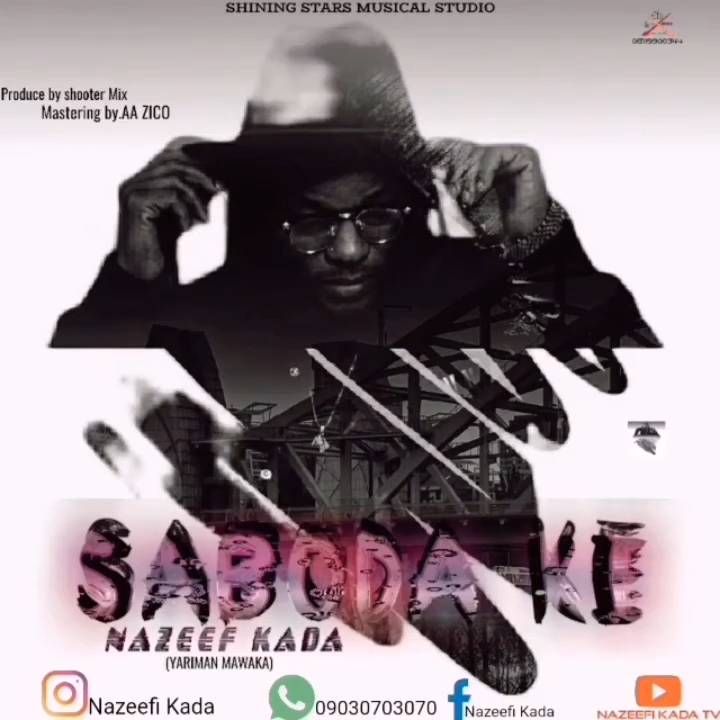 SHINING STARS MUSICAL STUDIO
Produce by shooter Mix
Mastering by.AA ZICO
SABODA KE
NAZEEF KADA
(YARIMAN MAWAKA)
Nazeefi Kada
09030703070
Nazeefi Kada
NAZEEFI KADA TV